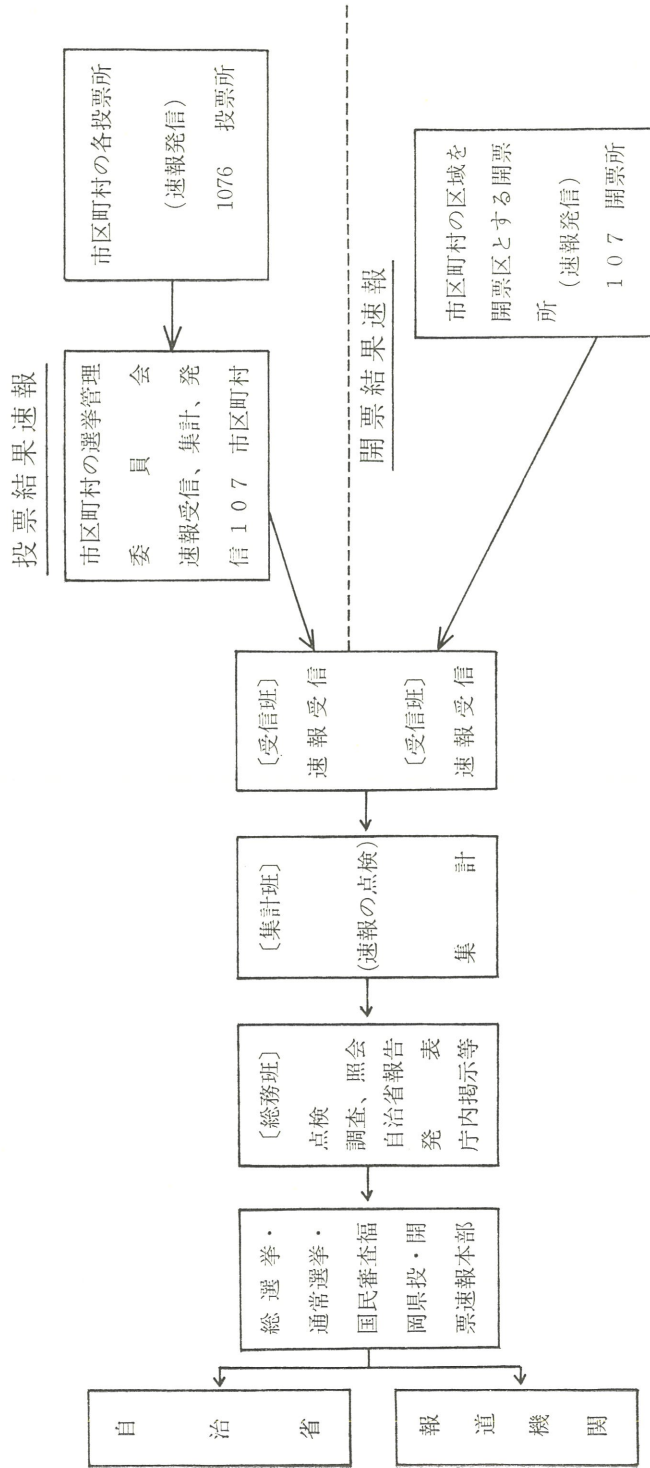 投票結果速報
市区町村の各投票所
(速報発信)
1076 投票所
市区町村の選挙管理
委員会
速報受信、集計、発
信107 市区町村
開票結果速報
市区町村の区域を
開票区とする開票
所 (速報発信)
107 開票所
〔受信班〕
速報受信
〔受信班〕
速報受信
〔集計班〕
(速報の点検)
集計
〔総務班〕
点検
調査、照会
自治省報告
発表
庁内掲示等
総選挙・
通常選挙・
国民審査福
岡県投・開
票速報本部
自治省
報道機関